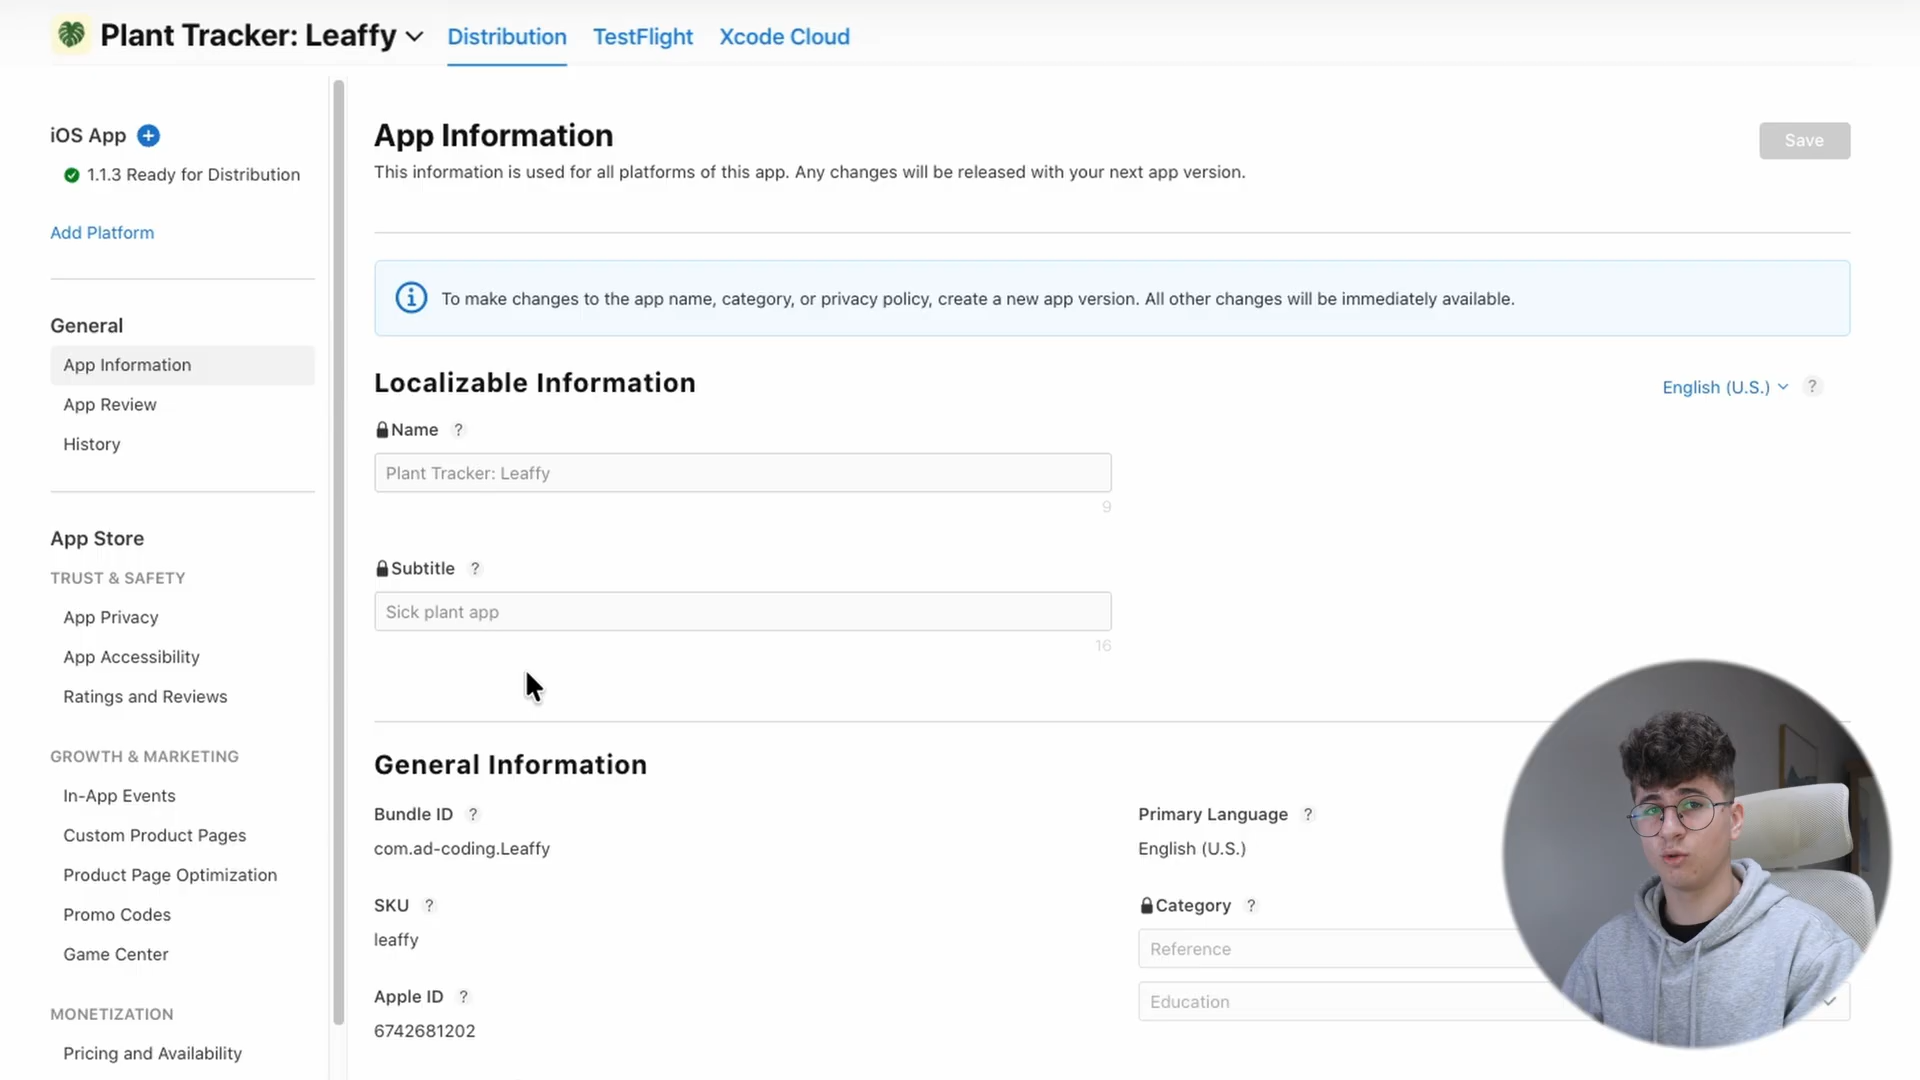 Plant Tracker: Leaffy
Distribution
TestFlight
Xcode Cloud
iOS App
1.1.3 Ready for Distribution
Add Platform
General
App Information
App Review
History
App Store
TRUST & SAFETY
App Privacy
App Accessibility
Ratings and Reviews
GROWTH & MARKETING
In-App Events
Custom Product Pages
Product Page Optimization
Promo Codes
Game Center
MONETIZATION
Pricing and Availability
App Information
Save
This information is used for all platforms of this app. Any changes will be released with your next app version.
To make changes to the app name, category, or privacy policy, create a new app version. All other changes will be immediately available.
Localizable Information
English (U.S.) ?
Name ?
Plant Tracker: Leaffy
9
Subtitle ?
Sick plant app
16
General Information
Bundle ID ?
com.ad-coding.Leaffy
SKU ?
leaffy
Apple ID ?
6742681202
Primary Language ?
English (U.S.)
Category ?
Reference
Education